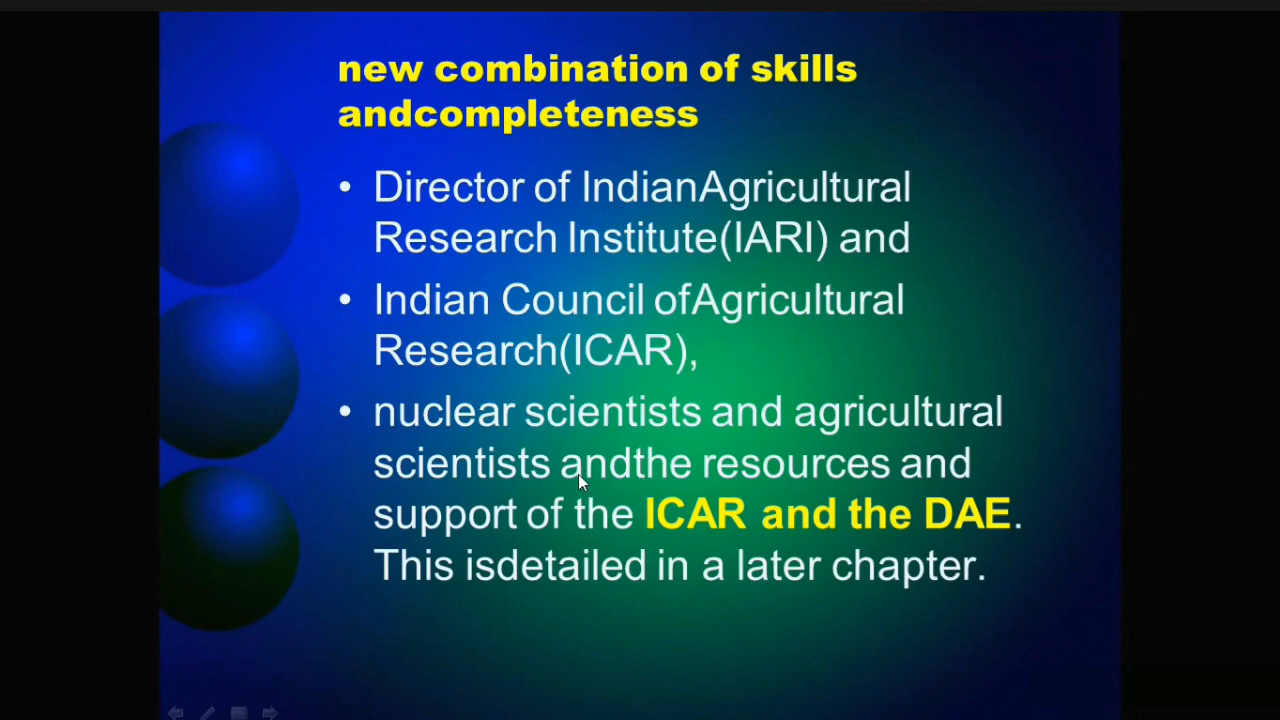 new combination of skills
andcompleteness
• Director of IndianAgricultural
Research Institute(IARI) and
• Indian Council ofAgricultural
Research(ICAR),
• nuclear scientists and agricultural
scientists andthe resources and
support of the ICAR and the DAE.
This isdetailed in a later chapter.